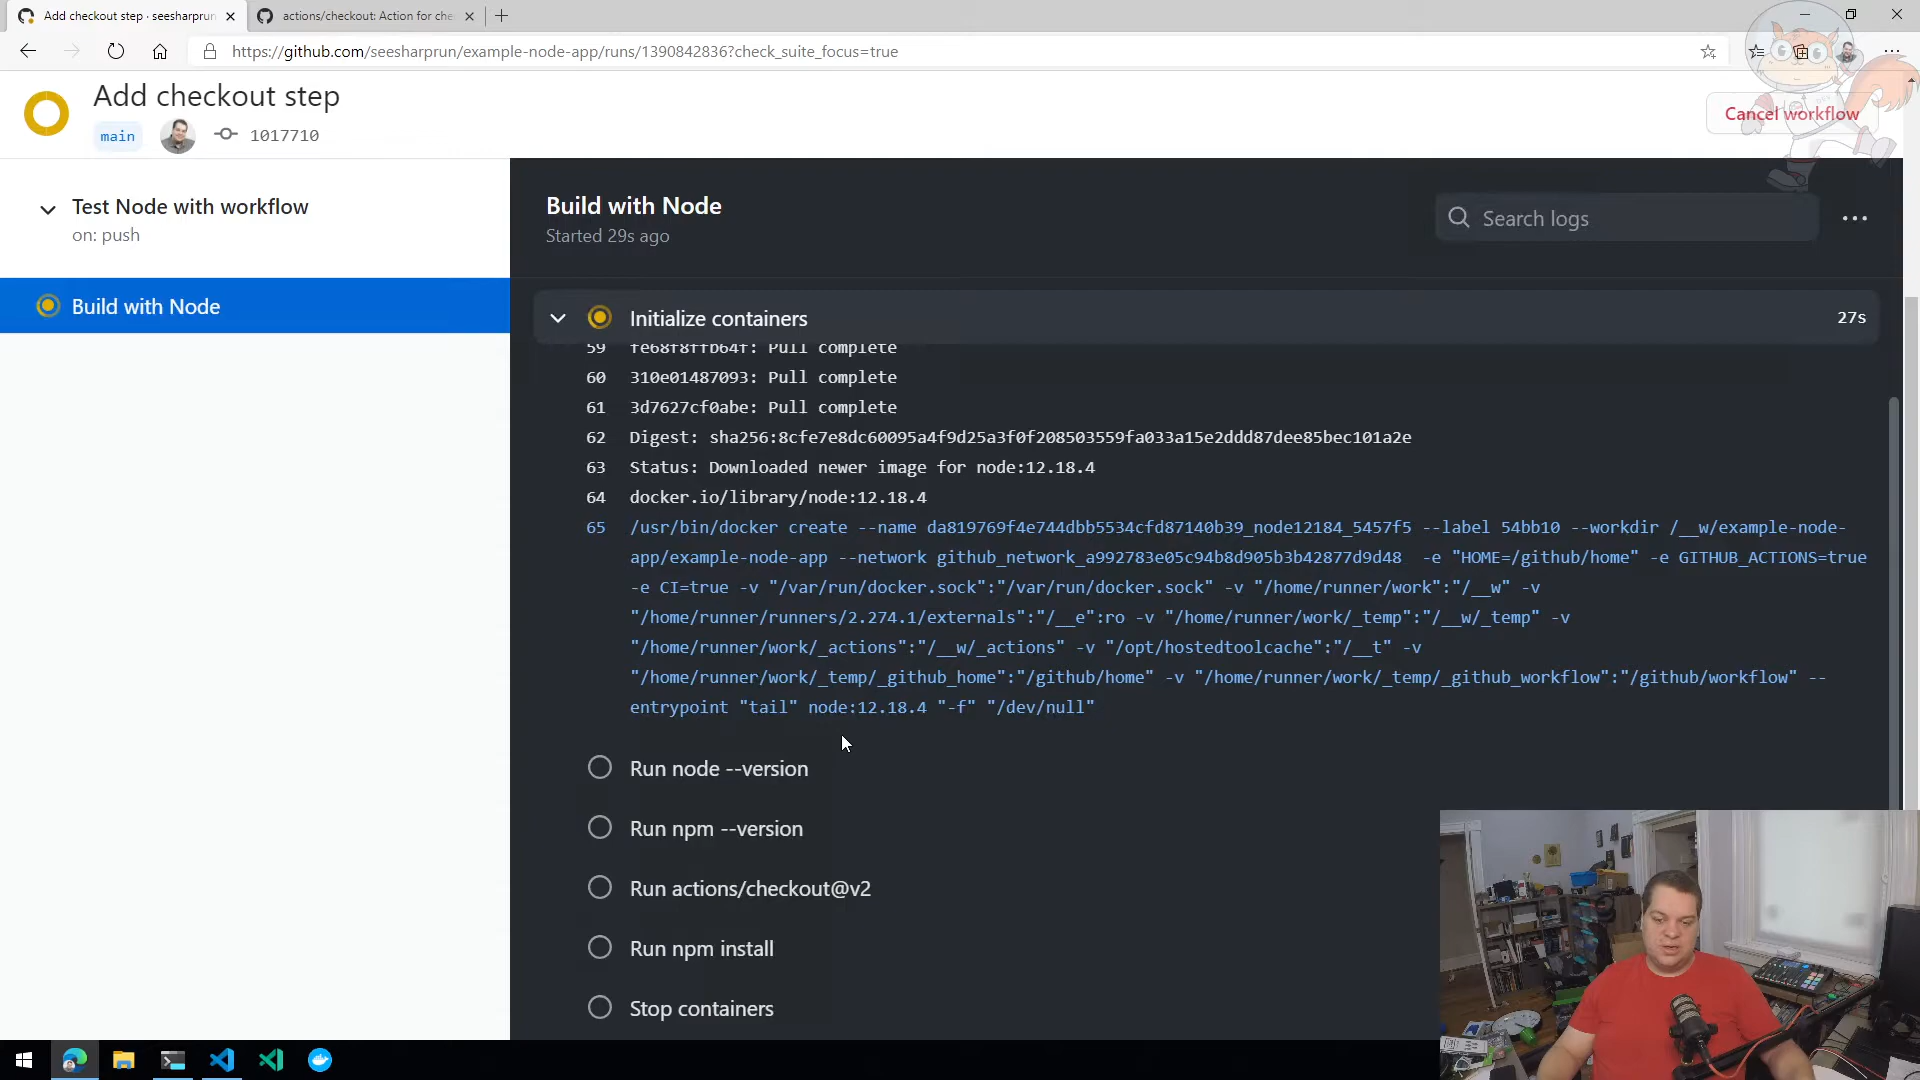 Add checkout step · seesharprun
actions/checkout: Action for che
https://github.com/seesharprun/example-node-app/runs/1390842836?check_suite_focus=true
Add checkout step
main
1017710
Cancel workflow
Test Node with workflow
on: push
Build with Node
Build with Node
Started 29s ago
Search logs
Initialize containers
27s
59 fe68f8ffb64f: Pull complete
60 310e01487093: Pull complete
61 3d7627cf0abe: Pull complete
62 Digest: sha256:8cfe7e8dc60095a4f9d25a3f0f208503559fa033a15e2ddd87dee85bec101a2e
63 Status: Downloaded newer image for node:12.18.4
64 docker.io/library/node:12.18.4
65 /usr/bin/docker create --name da819769f4e744dbb5534cfd87140b39_node12184_5457f5 --label 54bb10 --workdir /__w/example-node-
app/example-node-app --network github_network_a992783e05c94b8d905b3b42877d9d48 -e "HOME=/github/home" -e GITHUB_ACTIONS=true
-e CI=true -v "/var/run/docker.sock":"/var/run/docker.sock" -v "/home/runner/work":"/__w" -v
"/home/runner/runners/2.274.1/externals":"/__e":ro -v "/home/runner/work/_temp":"/__w/_temp" -v
"/home/runner/work/_actions":"/__w/_actions" -v "/opt/hostedtoolcache":"/__t" -v
"/home/runner/work/_temp/_github_home":"/github/home" -v "/home/runner/work/_temp/_github_workflow":"/github/workflow" --
entrypoint "tail" node:12.18.4 "-f" "/dev/null"
Run node --version
Run npm --version
Run actions/checkout@v2
Run npm install
Stop containers